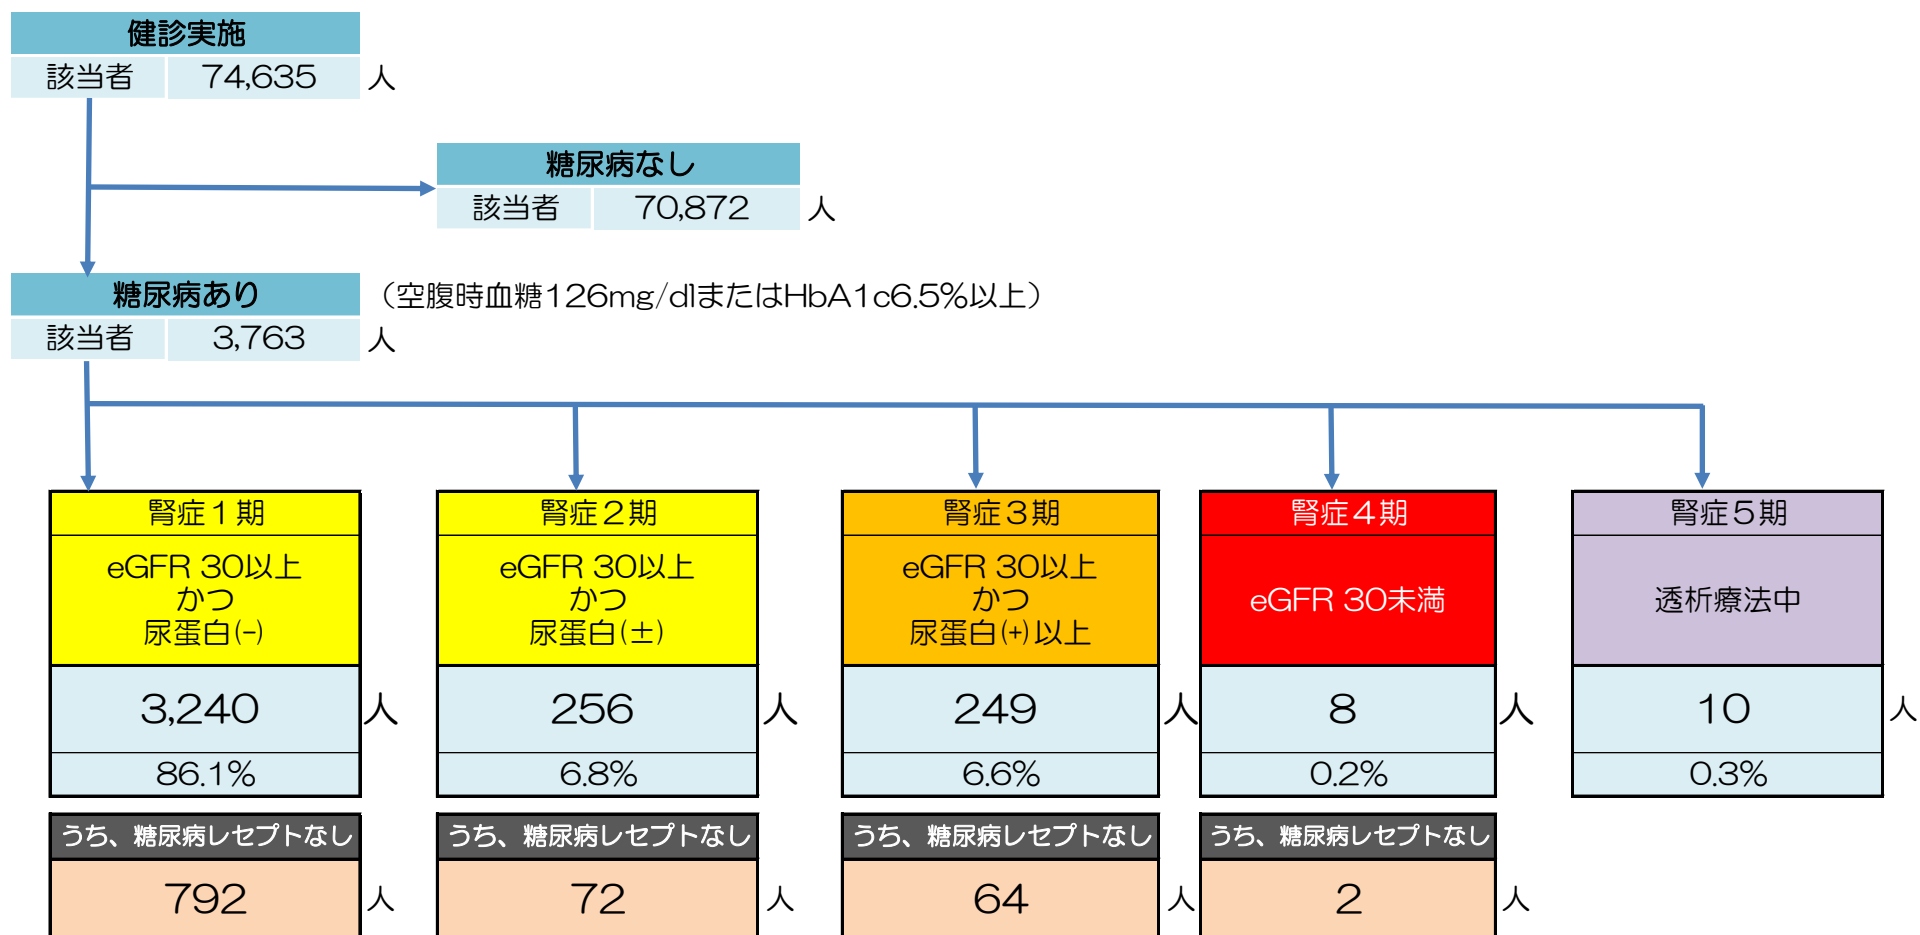 健診実施
該当者 74,635 人
糖尿病なし
該当者 70,872 人
糖尿病あり （空腹時血糖126mg/dlまたはHbA1c6.5%以上）
該当者 3,763 人
腎症１期
eGFR 30以上
かつ
尿蛋白(-)
3,240 人
86.1%
うち、糖尿病レセプトなし
792 人
腎症２期
eGFR 30以上
かつ
尿蛋白(±)
256 人
6.8%
うち、糖尿病レセプトなし
72 人
腎症３期
eGFR 30以上
かつ
尿蛋白(+)以上
249 人
6.6%
うち、糖尿病レセプトなし
64 人
腎症４期
eGFR 30未満
8 人
0.2%
うち、糖尿病レセプトなし
2 人
腎症５期
透析療法中
10 人
0.3%